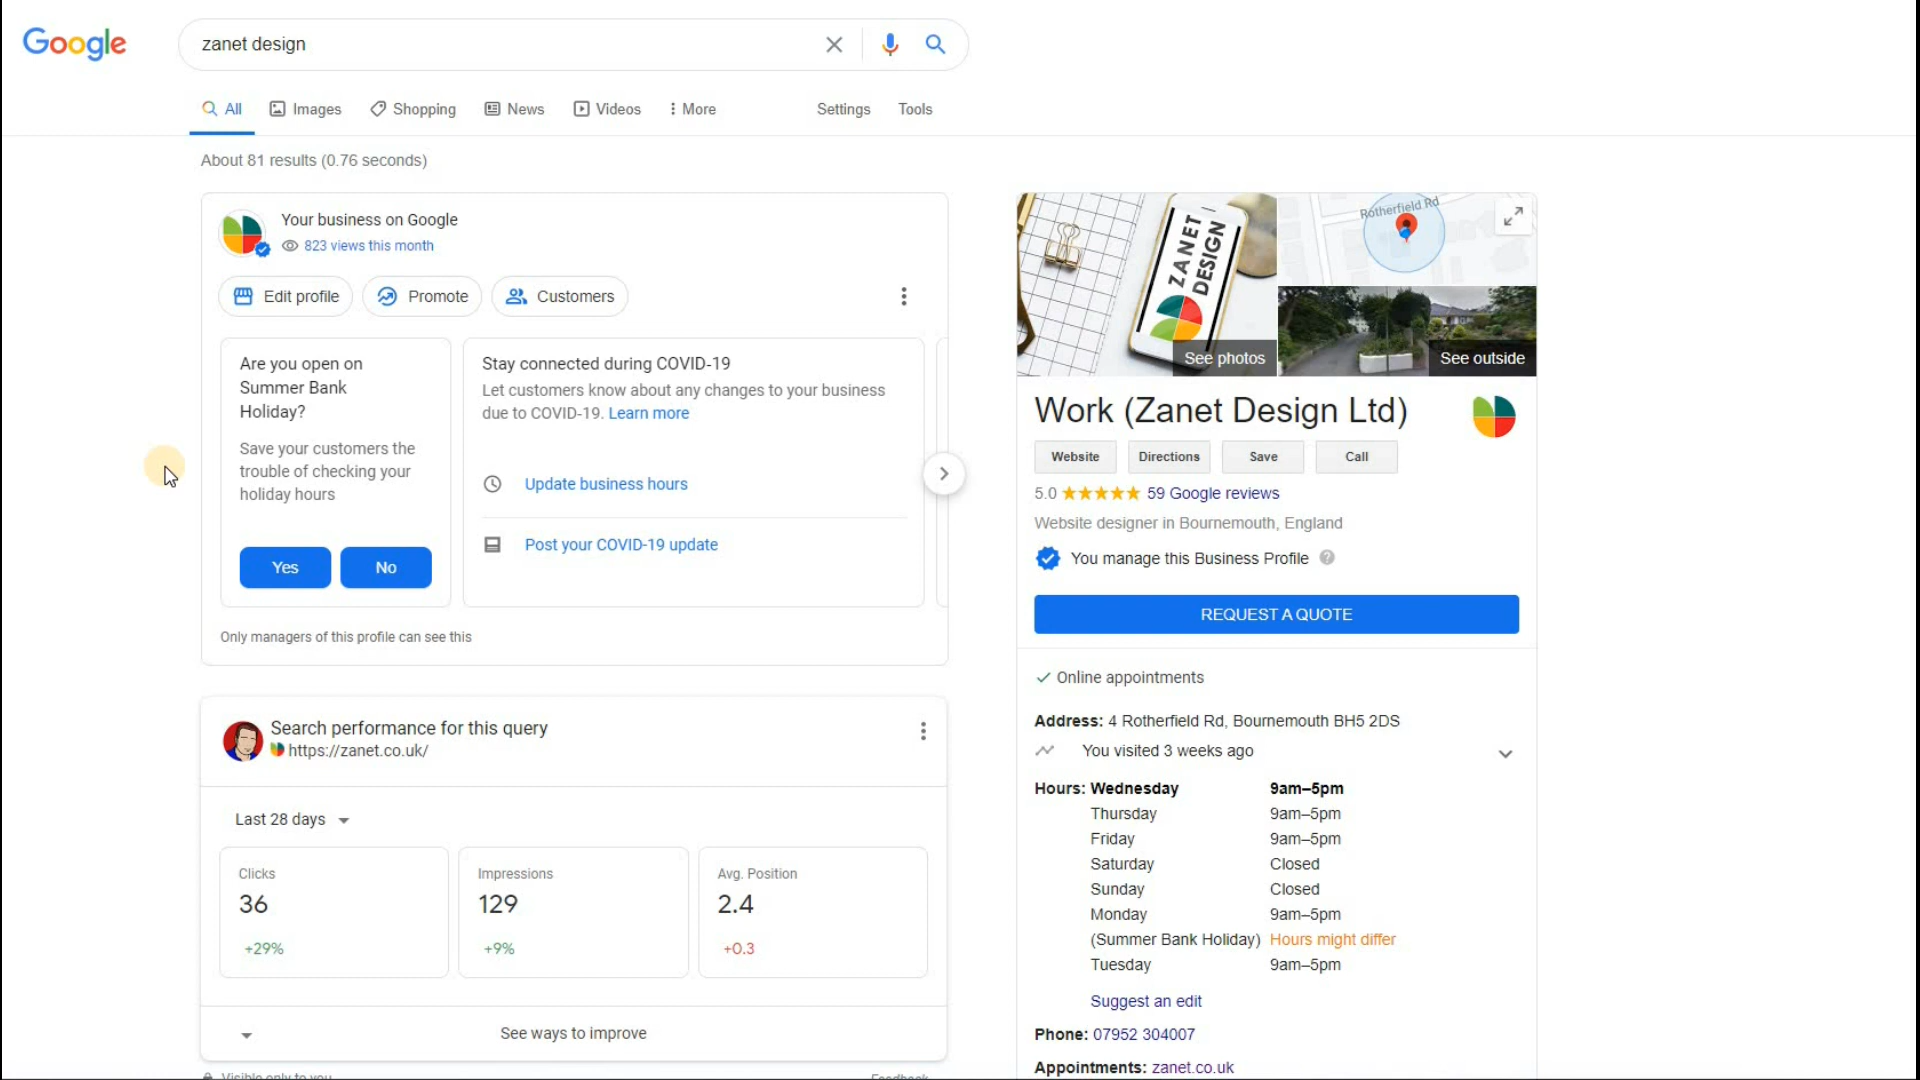 Google
zanet design
All
Images
Shopping
News
Videos
More
Settings
Tools
About 81 results (0.76 seconds)
Your business on Google
823 views this month
Edit profile
Promote
Customers
Are you open on
Summer Bank
Holiday?
Save your customers the
trouble of checking your
holiday hours
Yes
No
Stay connected during COVID-19
Let customers know about any changes to your business
due to COVID-19. Learn more
Update business hours
Post your COVID-19 update
Only managers of this profile can see this
Search performance for this query
https://zanet.co.uk/
Last 28 days
Clicks
36
+29%
Impressions
129
+9%
Avg. Position
2.4
+0.3
See ways to improve
Visible only to you
Feedback
ZANET
DESIGN
See photos
Rotherfield Rd
See outside
Work (Zanet Design Ltd)
Website
Directions
Save
Call
5.0 59 Google reviews
Website designer in Bournemouth, England
You manage this Business Profile
REQUEST A QUOTE
Online appointments
Address: 4 Rotherfield Rd, Bournemouth BH5 2DS
You visited 3 weeks ago
Hours: Wednesday 9am–5pm
Thursday 9am–5pm
Friday 9am–5pm
Saturday Closed
Sunday Closed
Monday 9am–5pm
(Summer Bank Holiday) Hours might differ
Tuesday 9am–5pm
Suggest an edit
Phone: 07952 304007
Appointments: zanet.co.uk